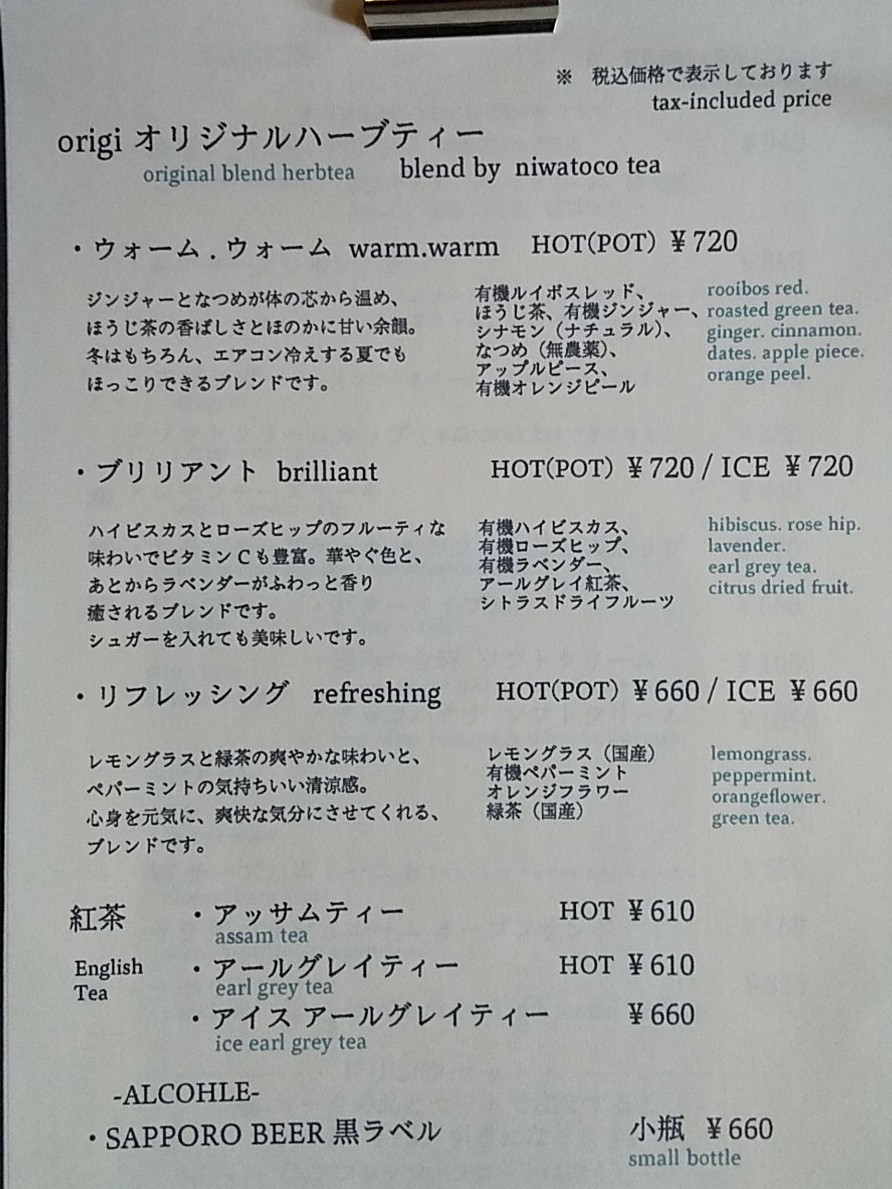 ※ 税込価格で表示しております
tax-included price
origi オリジナルハーブティー
original blend herbtea blend by niwatoco tea
・ウォーム . ウォーム warm.warm HOT(POT) ¥720
ジンジャーとなつめが体の芯から温め、
ほうじ茶の香ばしさとほのかに甘い余韻。
冬はもちろん、エアコン冷えする夏でも
ほっこりできるブレンドです。
有機ルイボスレッド、
ほうじ茶、有機ジンジャー、
シナモン（ナチュラル）、
なつめ（無農薬）、
アップルピース、
有機オレンジピール
rooibos red.
roasted green tea.
ginger. cinnamon.
dates. apple piece.
orange peel.
・ブリリアント brilliant HOT(POT) ¥720 / ICE ¥720
ハイビスカスとローズヒップのフルーティな
味わいでビタミンCも豊富。華やぐ色と、
あとからラベンダーがふわっと香り
癒されるブレンドです。
シュガーを入れても美味しいです。
有機ハイビスカス、
有機ローズヒップ、
有機ラベンダー、
アールグレイ紅茶、
シトラスドライフルーツ
hibiscus. rose hip.
lavender.
earl grey tea.
citrus dried fruit.
・リフレッシング refreshing HOT(POT) ¥660 / ICE ¥660
レモングラスと緑茶の爽やかな味わいと、
ペパーミントの気持ちいい清涼感。
心身を元気に、爽快な気分にさせてくれる、
ブレンドです。
レモングラス（国産）
有機ペパーミント
オレンジフラワー
緑茶（国産）
lemongrass.
peppermint.
orangeflower.
green tea.
紅茶 ・アッサムティー HOT ¥610
assam tea
English
Tea
・アールグレイティー HOT ¥610
earl grey tea
・アイス アールグレイティー ¥660
ice earl grey tea
-ALCOHLE-
・SAPPORO BEER 黒ラベル 小瓶 ¥660
small bottle